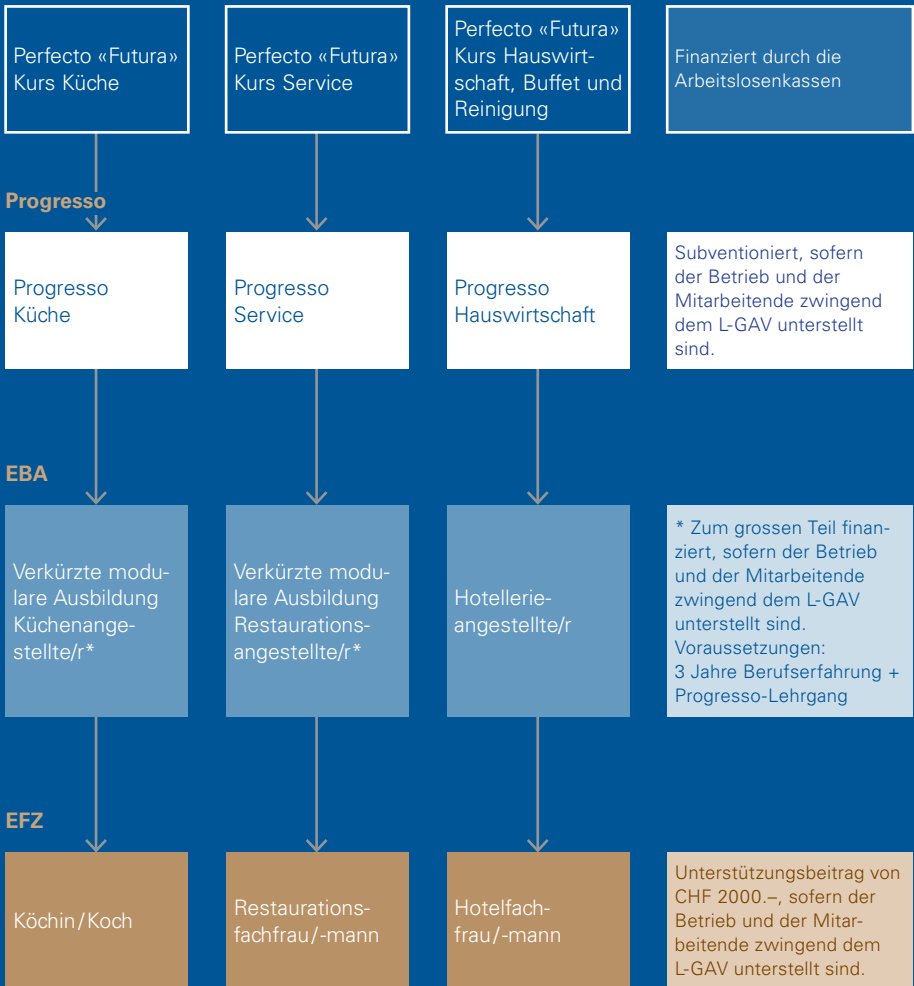 Perfecto «Futura»
Kurs Küche
Perfecto «Futura»
Kurs Service
Perfecto «Futura»
Kurs Hauswirt-
schaft, Buffet und
Reinigung
Finanziert durch die
Arbeitslosenkassen
Progresso
Progresso
Küche
Progresso
Service
Progresso
Hauswirtschaft
Subventioniert, sofern
der Betrieb und der
Mitarbeitende zwingend
dem L-GAV unterstellt
sind.
EBA
Verkürzte modu-
lare Ausbildung
Küchenange-
stellte/r*
Verkürzte modu-
lare Ausbildung
Restaurations-
angestellte/r*
Hotellerie-
angestellte/r
* Zum grossen Teil finan-
ziert, sofern der Betrieb
und der Mitarbeitende
zwingend dem L-GAV
unterstellt sind.
Voraussetzungen:
3 Jahre Berufserfahrung +
Progresso-Lehrgang
EFZ
Köchin/Koch
Restaurations-
fachfrau/-mann
Hotelfach-
frau/-mann
Unterstützungsbeitrag von
CHF 2000.–, sofern der
Betrieb und der Mitar-
beitende zwingend dem
L-GAV unterstellt sind.